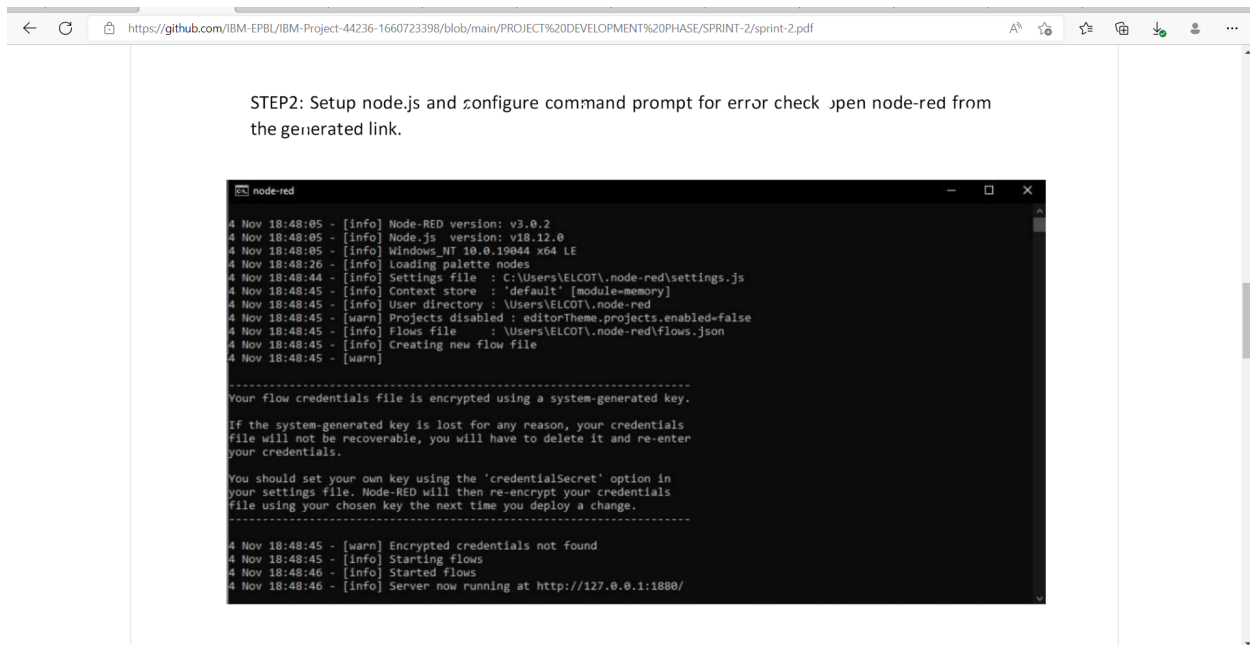 https://github.com/IBM-EPBL/IBM-Project-44236-1660723398/blob/main/PROJECT%20DEVELOPMENT%20PHASE/SPRINT-2/sprint-2.pdf
STEP2: Setup node.js and configure command prompt for error check open node-red from
the generated link.
node-red
4 Nov 18:48:05 - [info] Node-RED version: v3.0.2
4 Nov 18:48:05 - [info] Node.js  version: v18.12.0
4 Nov 18:48:05 - [info] Windows_NT 10.0.19044 x64 LE
4 Nov 18:48:26 - [info] Loading palette nodes
4 Nov 18:48:44 - [info] Settings file  : C:\Users\ELCOT\.node-red\settings.js
4 Nov 18:48:45 - [info] Context store  : 'default' [module=memory]
4 Nov 18:48:45 - [info] User directory : \Users\ELCOT\.node-red
4 Nov 18:48:45 - [warn] Projects disabled : editorTheme.projects.enabled=false
4 Nov 18:48:45 - [info] Flows file     : \Users\ELCOT\.node-red\flows.json
4 Nov 18:48:45 - [info] Creating new flow file
4 Nov 18:48:45 - [warn]
---------------------------------------------------------------------
Your flow credentials file is encrypted using a system-generated key.
If the system-generated key is lost for any reason, your credentials
file will not be recoverable, you will have to delete it and re-enter
your credentials.
You should set your own key using the 'credentialSecret' option in
your settings file. Node-RED will then re-encrypt your credentials
file using your chosen key the next time you deploy a change.
---------------------------------------------------------------------
4 Nov 18:48:45 - [warn] Encrypted credentials not found
4 Nov 18:48:45 - [info] Starting flows
4 Nov 18:48:46 - [info] Started flows
4 Nov 18:48:46 - [info] Server now running at http://127.0.0.1:1880/